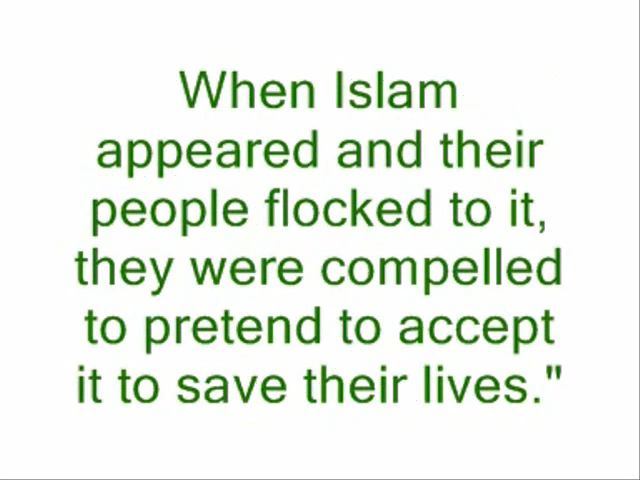 When Islam
appeared and their
people flocked to it,
they were compelled
to pretend to accept
it to save their lives."